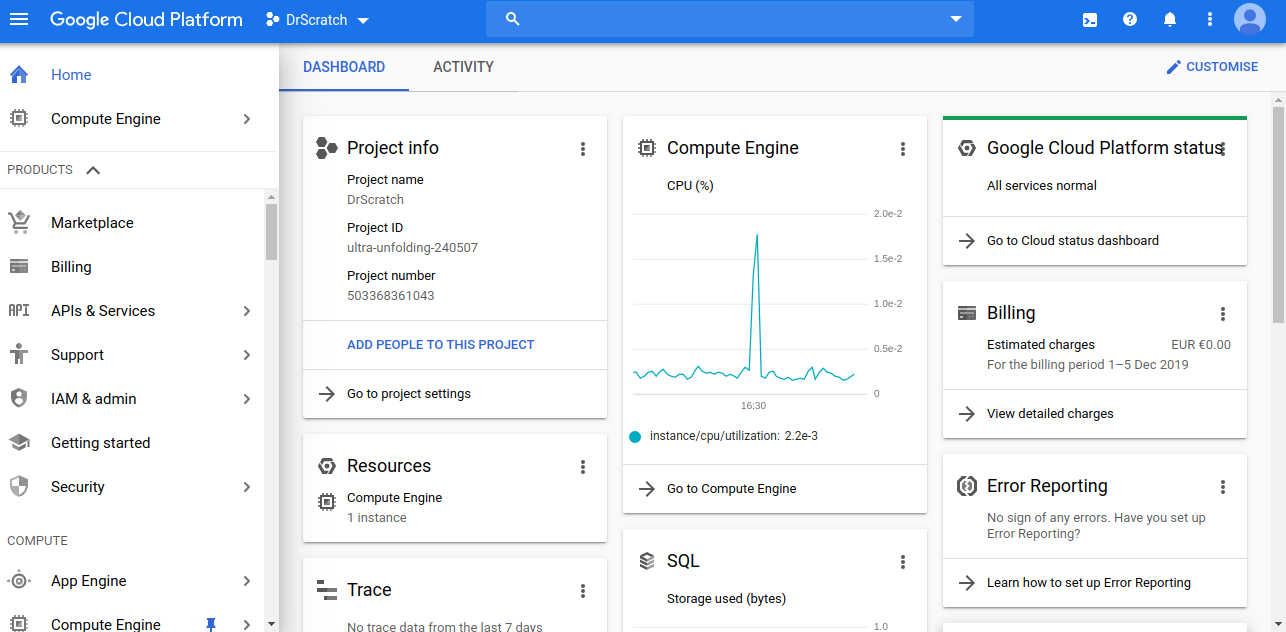 Google Cloud Platform
DrScratch
Home
Compute Engine
PRODUCTS
Marketplace
Billing
API
APIs & Services
Support
IAM & admin
Getting started
Security
COMPUTE
App Engine
Compute Engine
DASHBOARD
ACTIVITY
CUSTOMISE
Project info
Project name
DrScratch
Project ID
ultra-unfolding-240507
Project number
503368361043
ADD PEOPLE TO THIS PROJECT
Go to project settings
Resources
Compute Engine
1 instance
Trace
No trace data from the last 7 days
Compute Engine
CPU (%)
2.0e-2
1.5e-2
1.0e-2
0.5e-2
0
16:30
instance/cpu/utilization: 2.2e-3
Go to Compute Engine
SQL
Storage used (bytes)
1.0
Google Cloud Platform status
All services normal
Go to Cloud status dashboard
Billing
Estimated charges EUR €0.00
For the billing period 1–5 Dec 2019
View detailed charges
Error Reporting
No sign of any errors. Have you set up
Error Reporting?
Learn how to set up Error Reporting